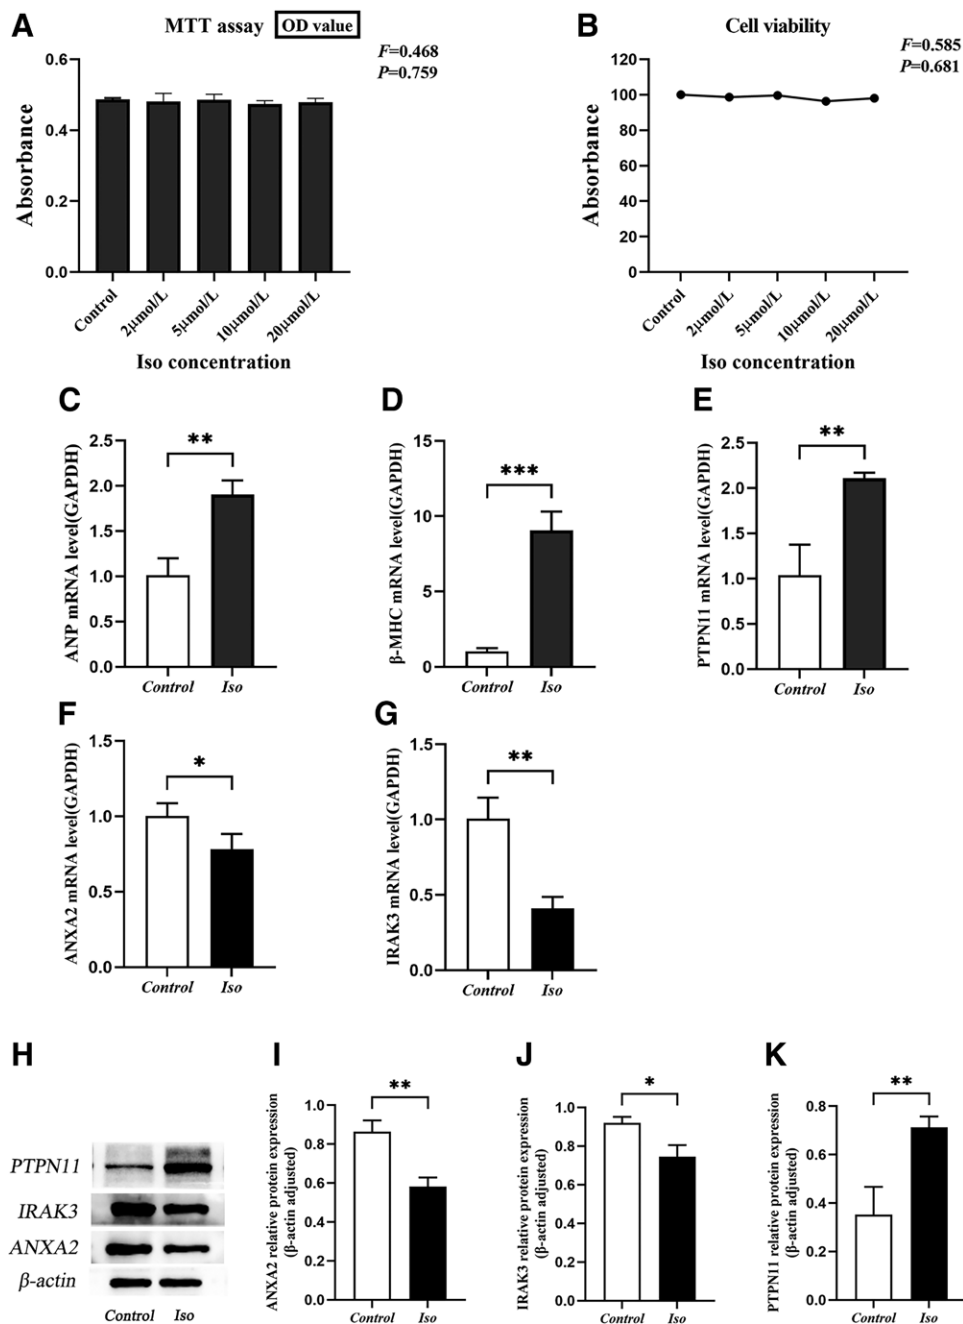 A
MTT assay OD value
F=0.468
P=0.759
Absorbance
0.6
0.4
0.2
0.0
Control
2μmol/L
5μmol/L
10μmol/L
20μmol/L
Iso concentration
B
Cell viability
F=0.585
P=0.681
Absorbance
120
100
80
60
40
20
0
Control
2μmol/L
5μmol/L
10μmol/L
20μmol/L
Iso concentration
C
ANP mRNA level(GAPDH)
2.5
2.0
1.5
1.0
0.5
0.0
**
Control Iso
D
β-MHC mRNA level(GAPDH)
15
10
5
0
***
Control Iso
E
PTPN11 mRNA level(GAPDH)
2.5
2.0
1.5
1.0
0.5
0.0
**
Control Iso
F
ANXA2 mRNA level(GAPDH)
1.5
1.0
0.5
0.0
*
Control Iso
G
IRAK3 mRNA level(GAPDH)
1.5
1.0
0.5
0.0
**
Control Iso
H
PTPN11
IRAK3
ANXA2
β-actin
Control Iso
I
ANXA2 relative protein expression
(β-actin adjusted)
1.0
0.8
0.6
0.4
0.2
0.0
**
Control Iso
J
IRAK3 relative protein expression
(β-actin adjusted)
1.0
0.8
0.6
0.4
0.2
0.0
*
Control Iso
K
PTPN11 relative protein expression
(β-actin adjusted)
0.8
0.6
0.4
0.2
0.0
**
Control Iso